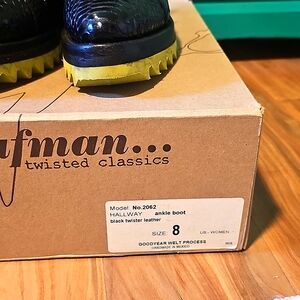 ufman...
twisted classics
Model No.2062
HALLWAY ankle boot
black twister leather
SIZE 8 US - WOMEN
GOODYEAR WELT PROCESS
HANDMADE IN MEXICO